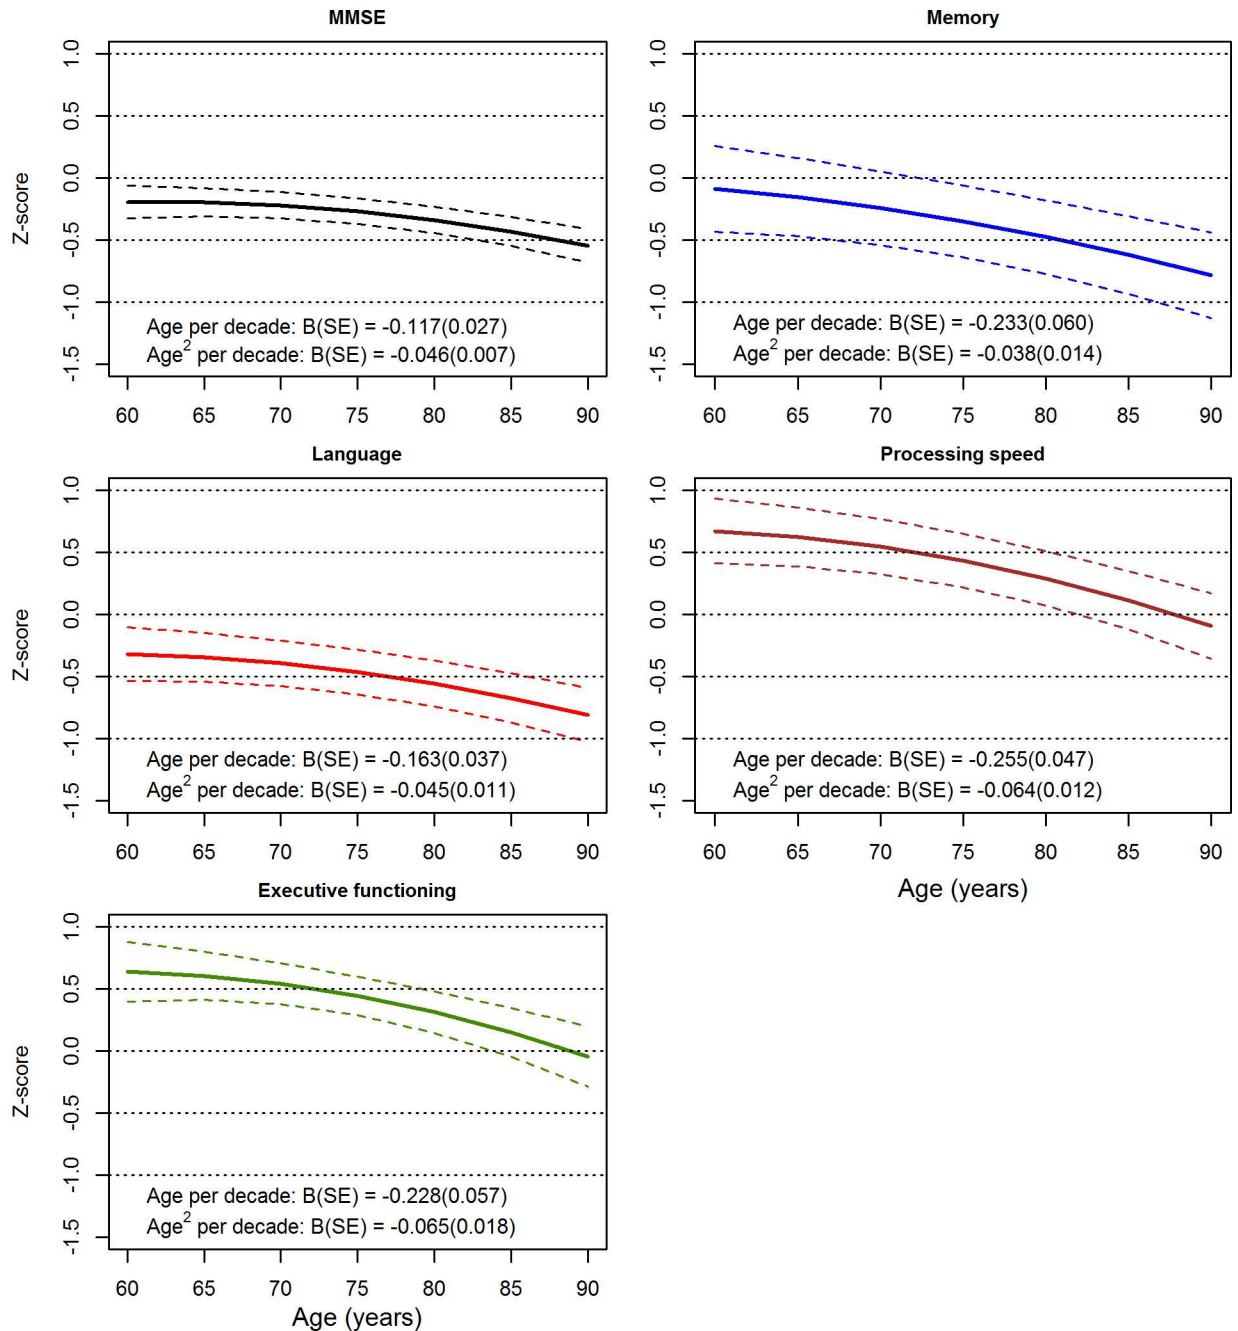 MMSE
Z-score
1.0
0.5
0.0
-0.5
-1.0
-1.5
Age per decade: B(SE) = -0.117(0.027)
Age² per decade: B(SE) = -0.046(0.007)
60 65 70 75 80 85 90
Memory
1.0
0.5
0.0
-0.5
-1.0
-1.5
Age per decade: B(SE) = -0.233(0.060)
Age² per decade: B(SE) = -0.038(0.014)
60 65 70 75 80 85 90
Language
Z-score
1.0
0.5
0.0
-0.5
-1.0
-1.5
Age per decade: B(SE) = -0.163(0.037)
Age² per decade: B(SE) = -0.045(0.011)
60 65 70 75 80 85 90
Processing speed
1.0
0.5
0.0
-0.5
-1.0
-1.5
Age per decade: B(SE) = -0.255(0.047)
Age² per decade: B(SE) = -0.064(0.012)
60 65 70 75 80 85 90
Age (years)
Executive functioning
Z-score
1.0
0.5
0.0
-0.5
-1.0
-1.5
Age per decade: B(SE) = -0.228(0.057)
Age² per decade: B(SE) = -0.065(0.018)
60 65 70 75 80 85 90
Age (years)